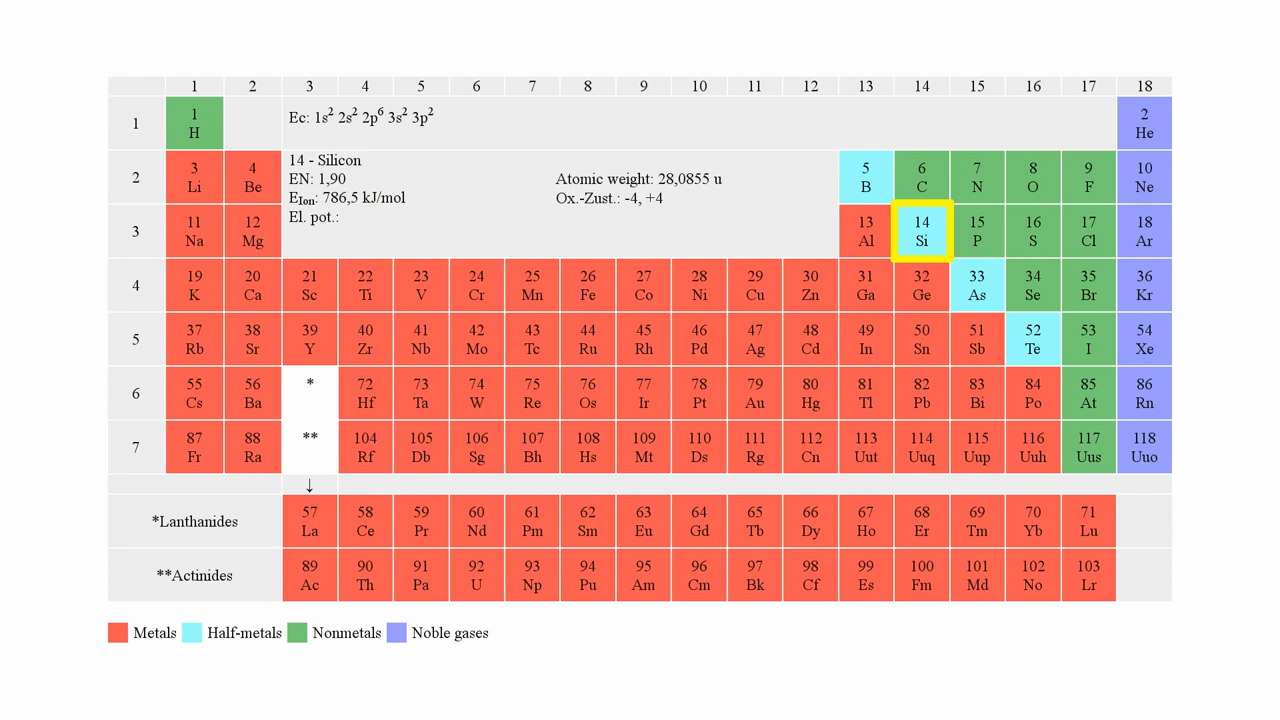 1 2 3 4 5 6 7 8 9 10 11 12 13 14 15 16 17 18
1 1 H Ec: 1s² 2s² 2p⁶ 3s² 3p² 2 He
14 - Silicon
EN: 1,90 Atomic weight: 28,0855 u
E_Ion: 786,5 kJ/mol Ox.-Zust.: -4, +4
El. pot.:
2 3 4 5 6 7 8 9 10
Li Be B C N O F Ne
3 11 12 13 14 15 16 17 18
Na Mg Al Si P S Cl Ar
4 19 20 21 22 23 24 25 26 27 28 29 30 31 32 33 34 35 36
K Ca Sc Ti V Cr Mn Fe Co Ni Cu Zn Ga Ge As Se Br Kr
5 37 38 39 40 41 42 43 44 45 46 47 48 49 50 51 52 53 54
Rb Sr Y Zr Nb Mo Tc Ru Rh Pd Ag Cd In Sn Sb Te I Xe
6 55 56 * 72 73 74 75 76 77 78 79 80 81 82 83 84 85 86
Cs Ba Hf Ta W Re Os Ir Pt Au Hg Tl Pb Bi Po At Rn
7 87 88 ** 104 105 106 107 108 109 110 111 112 113 114 115 116 117 118
Fr Ra Rf Db Sg Bh Hs Mt Ds Rg Cn Uut Uuq Uup Uuh Uus Uuo
↓
*Lanthanides 57 58 59 60 61 62 63 64 65 66 67 68 69 70 71
La Ce Pr Nd Pm Sm Eu Gd Tb Dy Ho Er Tm Yb Lu
**Actinides 89 90 91 92 93 94 95 96 97 98 99 100 101 102 103
Ac Th Pa U Np Pu Am Cm Bk Cf Es Fm Md No Lr
Metals Half-metals Nonmetals Noble gases